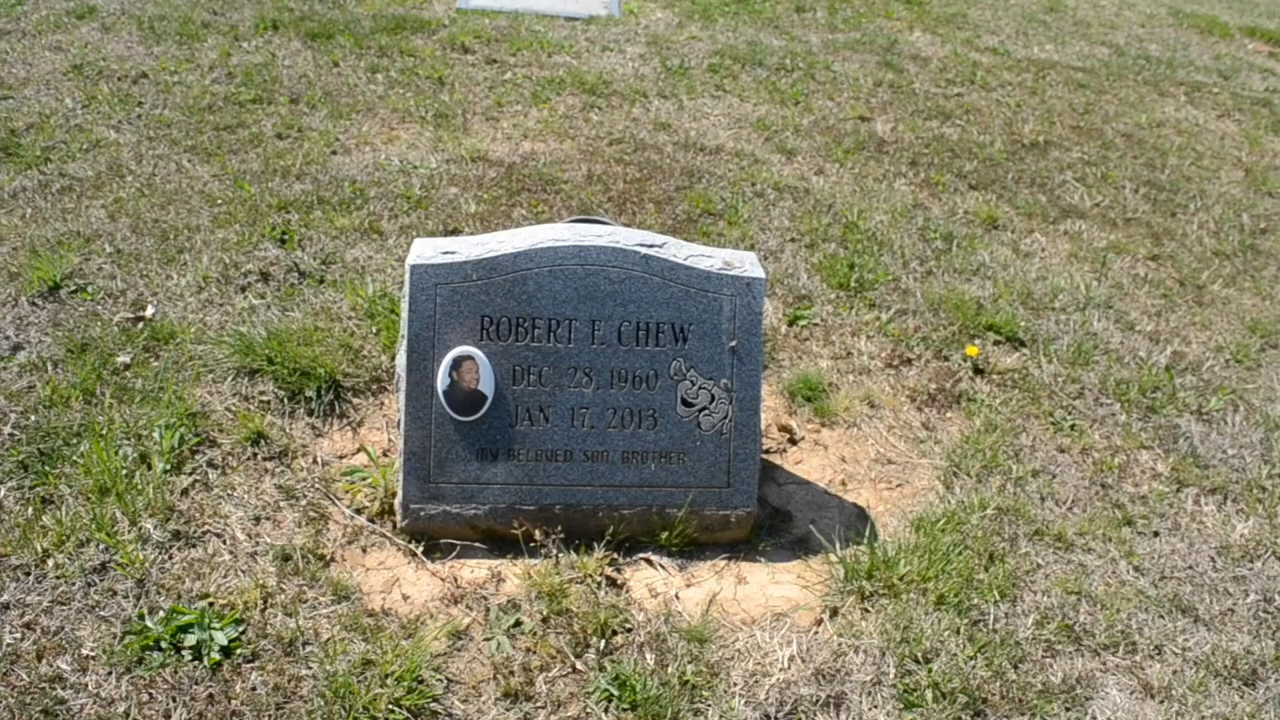 ROBERT F. CHEW
DEC. 28, 1960
JAN. 17, 2013
MY BELOVED SON, BROTHER